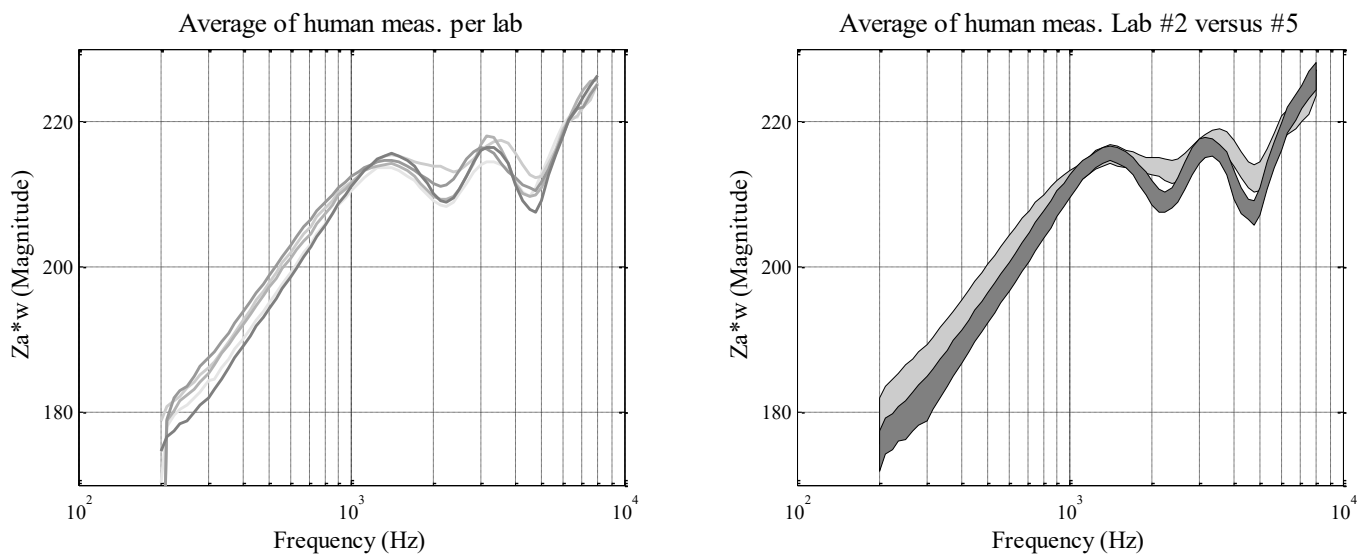 Average of human meas. per lab
Za*w (Magnitude)
220
200
180
10^2
10^3
10^4
Frequency (Hz)
Average of human meas. Lab #2 versus #5
Za*w (Magnitude)
220
200
180
10^2
10^3
10^4
Frequency (Hz)